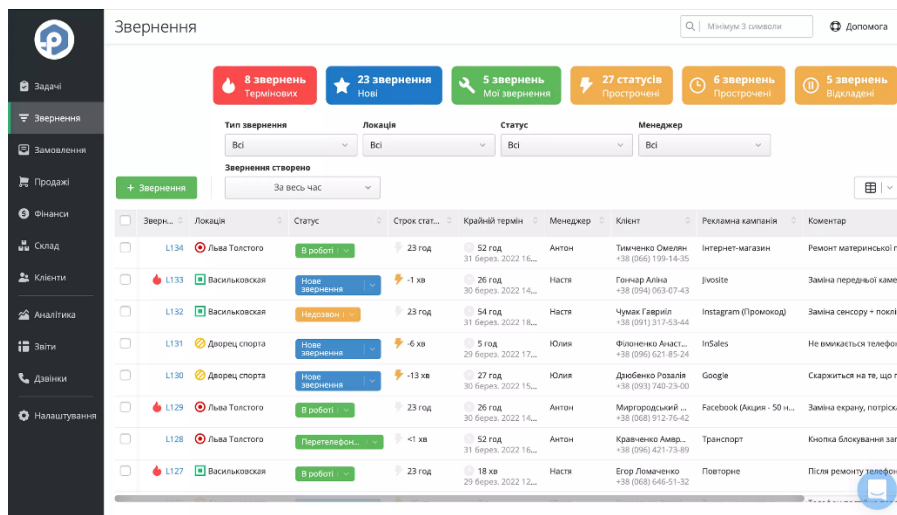 Звернення
Мінімум 3 символи
Допомога
Задачі
Звернення
Замовлення
Продажі
Фінанси
Склад
Клієнти
Аналітика
Звіти
Дзвінки
Налаштування
8 звернень
Термінових
23 звернення
Нові
5 звернень
Мої звернення
27 статусів
Прострочені
6 звернень
Прострочені
5 звернень
Відкладені
Тип звернення Локація Статус Менеджер
Всі Всі Всі Всі
Звернення створено
+ Звернення За весь час
Зверн... Локація Статус Строк стат... Крайній термін Менеджер Клієнт Рекламна кампанія Коментар
L134 Льва Толстого В роботі 23 год 52 год Антон Тимченко Омелян Інтернет-магазин Ремонт материнської п
31 берез. 2022 16... +38 (066) 199-14-35
L133 Васильковская Нове звернення -1 хв 26 год Настя Гончар Аліна Jivosite Заміна передньої каме
30 берез. 2022 14... +38 (094) 063-07-43
L132 Васильковская Недозвон 23 год 54 год Настя Чумак Гавриїл Instagram (Промокод) Заміна сенсору + поклі
31 берез. 2022 18... +38 (091) 317-53-44
L131 Дворец спорта Нове звернення -6 хв 5 год Юлия Філоненко Анаст... InSales Не вмикається телефо
29 берез. 2022 17... +38 (096) 621-85-24
L130 Дворец спорта Нове звернення -13 хв 27 год Юлия Дзюбенко Розалія Google Скаржиться на те, що
30 берез. 2022 15... +38 (093) 740-23-00
L129 Льва Толстого В роботі 23 год 26 год Антон Миргородський ... Facebook (Акция - 50 н... Заміна екрану, потріск
30 берез. 2022 14... +38 (068) 912-76-42
L128 Льва Толстого Перетелефон... <1 хв 52 год Антон Кравченко Амвр... Транспорт Кнопка блокування заг
31 берез. 2022 16... +38 (096) 421-73-89
L127 Васильковская В роботі 23 год 18 хв Настя Егор Ломаченко Повторне Після ремонту телефон
29 берез. 2022 12... +38 (068) 646-51-32